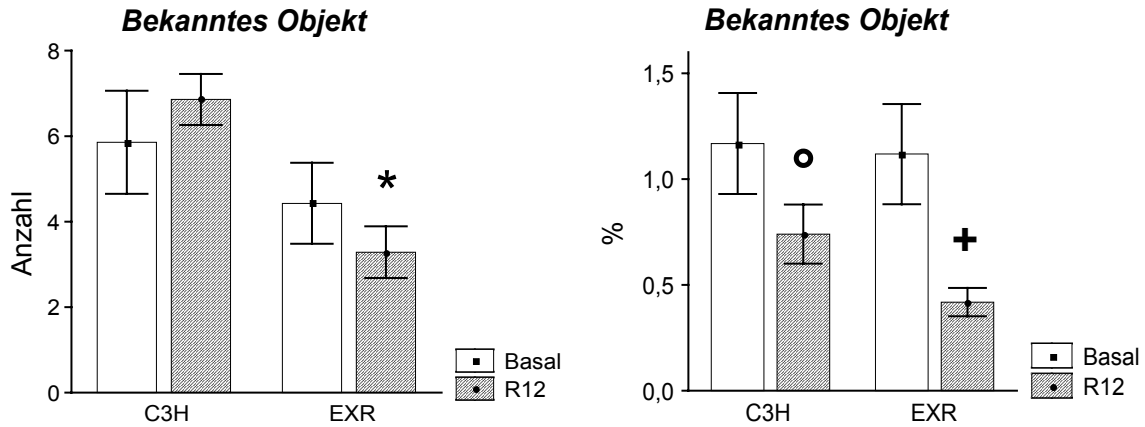 Bekanntes Objekt
Anzahl
8
6
4
2
0
C3H
EXR
*
Basal
R12
Bekanntes Objekt
%
1,5
1,0
0,5
0,0
C3H
EXR
+
Basal
R12